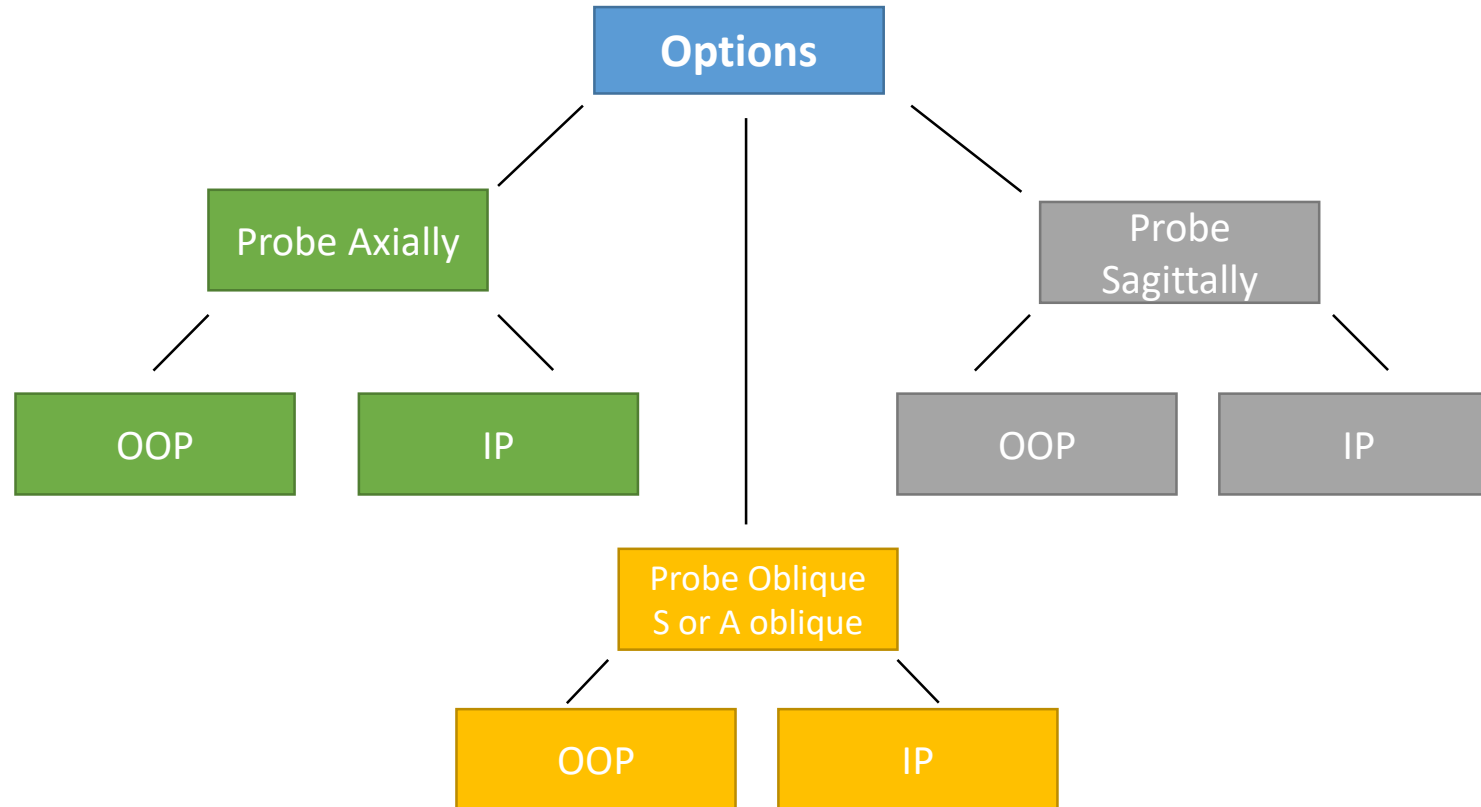 Options
Probe Axially
Probe
Sagittally
OOP
IP
OOP
IP
Probe Oblique
S or A oblique
OOP
IP